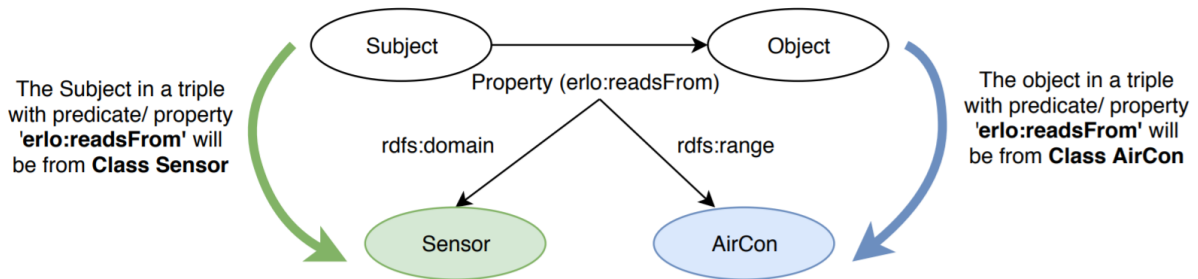 Subject
Object
Property (erlo:readsFrom)
The Subject in a triple
with predicate/ property
'erlo:readsFrom' will
be from Class Sensor
The object in a triple
with predicate/ property
'erlo:readsFrom' will
be from Class AirCon
rdfs:domain
rdfs:range
Sensor
AirCon